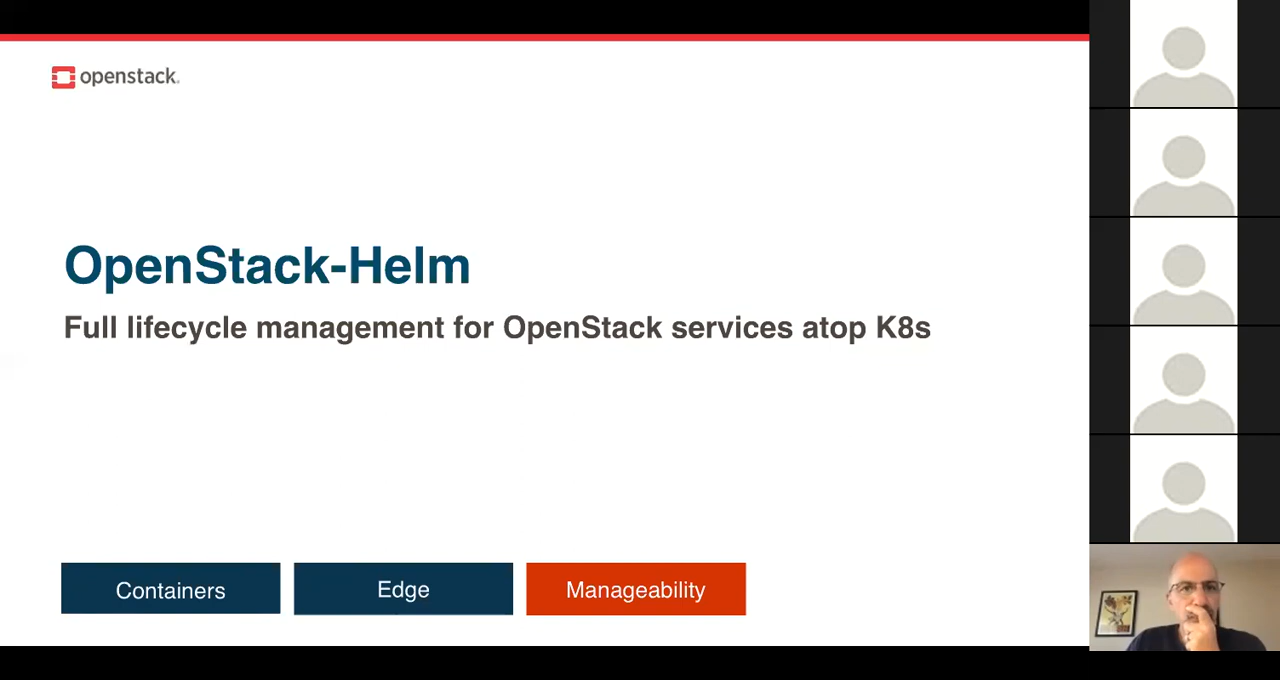 openstack.
OpenStack-Helm
Full lifecycle management for OpenStack services atop K8s
Containers
Edge
Manageability